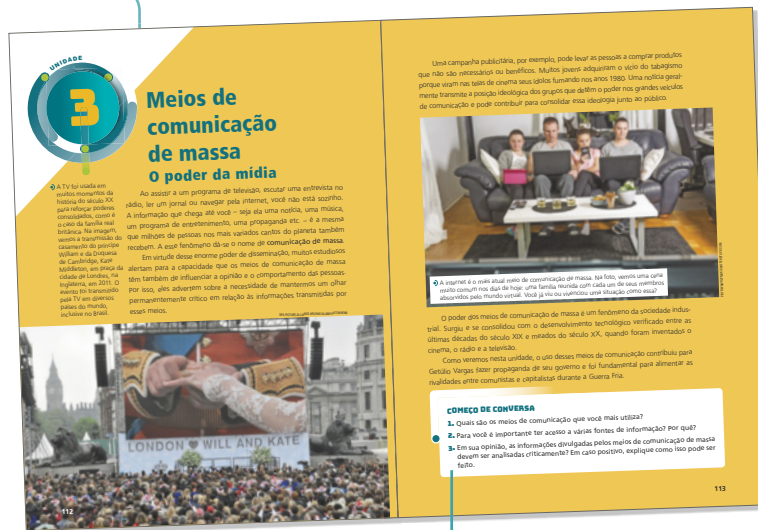 UNIDADE
3
Meios de
comunicação
de massa
O poder da mídia
A TV foi usada em
muitos momentos da
história do século XX
para reforçar poderes
consolidados, como é
o caso da família real
britânica. Na imagem,
vemos a transmissão do
casamento do príncipe
William e da Duquesa
de Cambridge, Kate
Middleton, em praça da
cidade de Londres, na
Inglaterra, em 2011. O
evento foi transmitido
pela TV em diversos
países do mundo,
inclusive no Brasil.
Ao assistir a um programa de televisão, escutar uma entrevista no
rádio, ler um jornal ou navegar pela internet, você não está sozinho.
A informação que chega até você – seja ela uma notícia, uma música,
um programa de entretenimento, uma propaganda etc. – é a mesma
que milhões de pessoas nos mais variados cantos do planeta também
recebem. A esse fenômeno dá-se o nome de comunicação de massa.
Em virtude desse enorme poder de disseminação, muitos estudiosos
alertam para a capacidade que os meios de comunicação de massa
têm também de influenciar a opinião e o comportamento das pessoas.
Por isso, eles advertem sobre a necessidade de mantermos um olhar
permanentemente crítico em relação às informações transmitidas por
esses meios.
LONDON ♥ WILL AND KATE
112
Uma campanha publicitária, por exemplo, pode levar as pessoas a comprar produtos
que não são necessários ou benéficos. Muitos jovens adquiriram o vício do tabagismo
porque viram nas telas de cinema seus ídolos fumando nos anos 1980. Uma notícia geral-
mente transmite a posição ideológica dos grupos que detêm o poder nos grandes veículos
de comunicação e pode contribuir para consolidar essa ideologia junto ao público.
A internet é o mais atual meio de comunicação de massa. Na foto, vemos uma cena
muito comum nos dias de hoje: uma família reunida com cada um de seus membros
absorvidos pelo mundo virtual. Você já viu ou vivenciou uma situação como essa?
O poder dos meios de comunicação de massa é um fenômeno da sociedade indus-
trial. Surgiu e se consolidou com o desenvolvimento tecnológico verificado entre as
últimas décadas do século XIX e meados do século XX, quando foram inventados o
cinema, o rádio e a televisão.
Como veremos nesta unidade, o uso desses meios de comunicação contribuiu para
Getúlio Vargas fazer propaganda de seu governo e foi fundamental para alimentar as
rivalidades entre comunistas e capitalistas durante a Guerra Fria.
COMEÇO DE CONVERSA
1. Quais são os meios de comunicação que você mais utiliza?
2. Para você é importante ter acesso a várias fontes de informação? Por quê?
3. Em sua opinião, as informações divulgadas pelos meios de comunicação de massa
devem ser analisadas criticamente? Em caso positivo, explique como isso pode ser
feito.
113